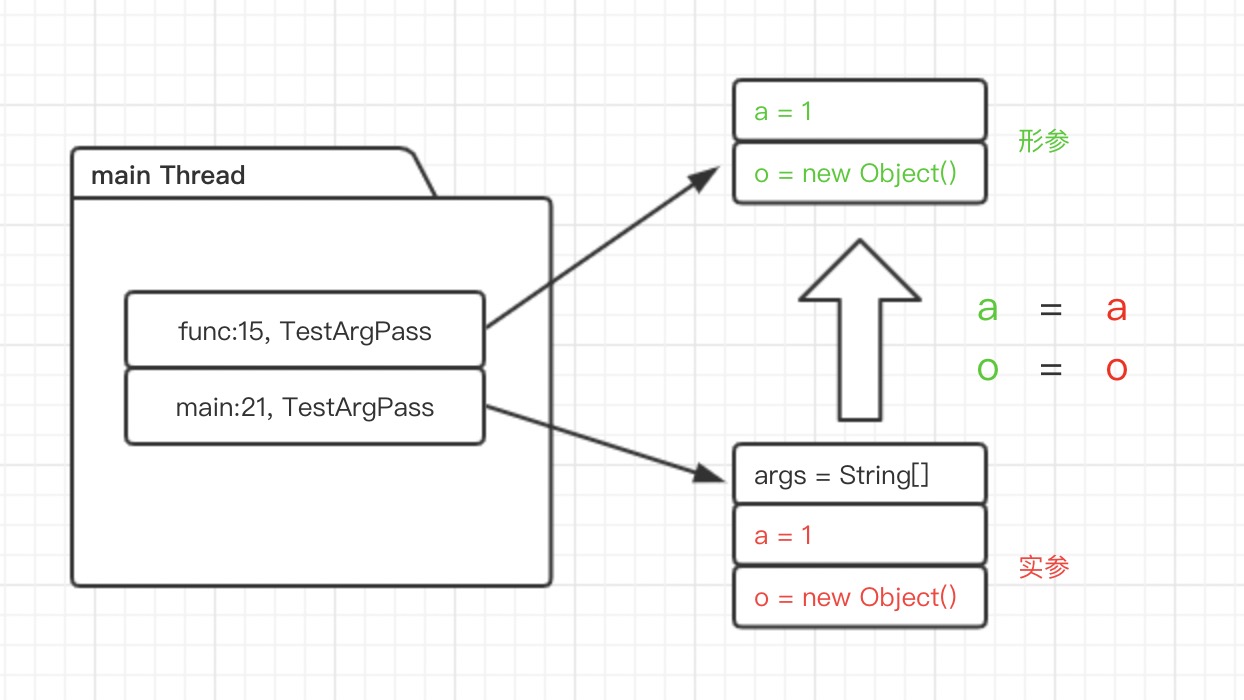 main Thread
func:15, TestArgPass
main:21, TestArgPass
a = 1
o = new Object()
形参
a = a
o = o
args = String[]
a = 1
o = new Object()
实参